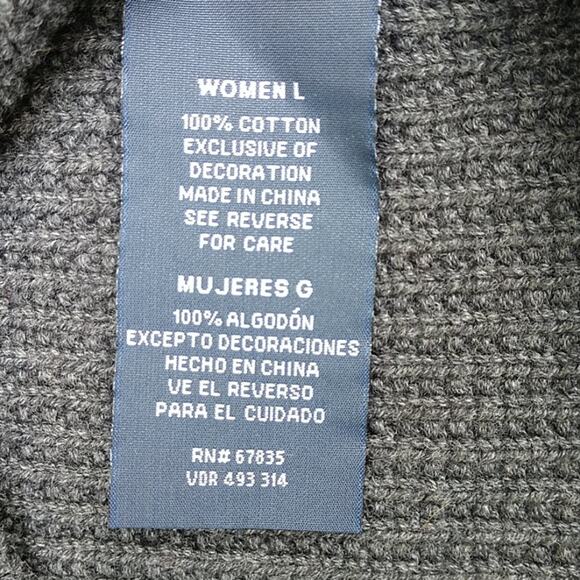 WOMEN L
100% COTTON
EXCLUSIVE OF
DECORATION
MADE IN CHINA
SEE REVERSE
FOR CARE
MUJERES G
100% ALGODÓN
EXCEPTO DECORACIONES
HECHO EN CHINA
VE EL REVERSO
PARA EL CUIDADO
RN# 67835
VDR 493 314